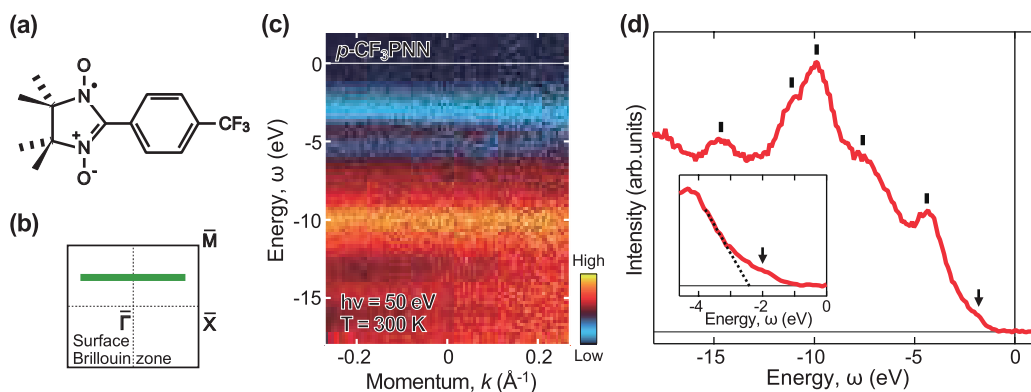 (a)
O•
N
N
+
O-
CF3
(b)
M̅
Γ̅
X̅
Surface
Brillouin zone
(c)
p-CF3PNN
Energy, ω (eV)
0
-5
-10
-15
hν = 50 eV
T = 300 K
-0.2
0
0.2
Momentum, k (Å-1)
High
Low
(d)
Intensity (arb.units)
-4
-2
0
Energy, ω (eV)
-15
-10
-5
0
Energy, ω (eV)